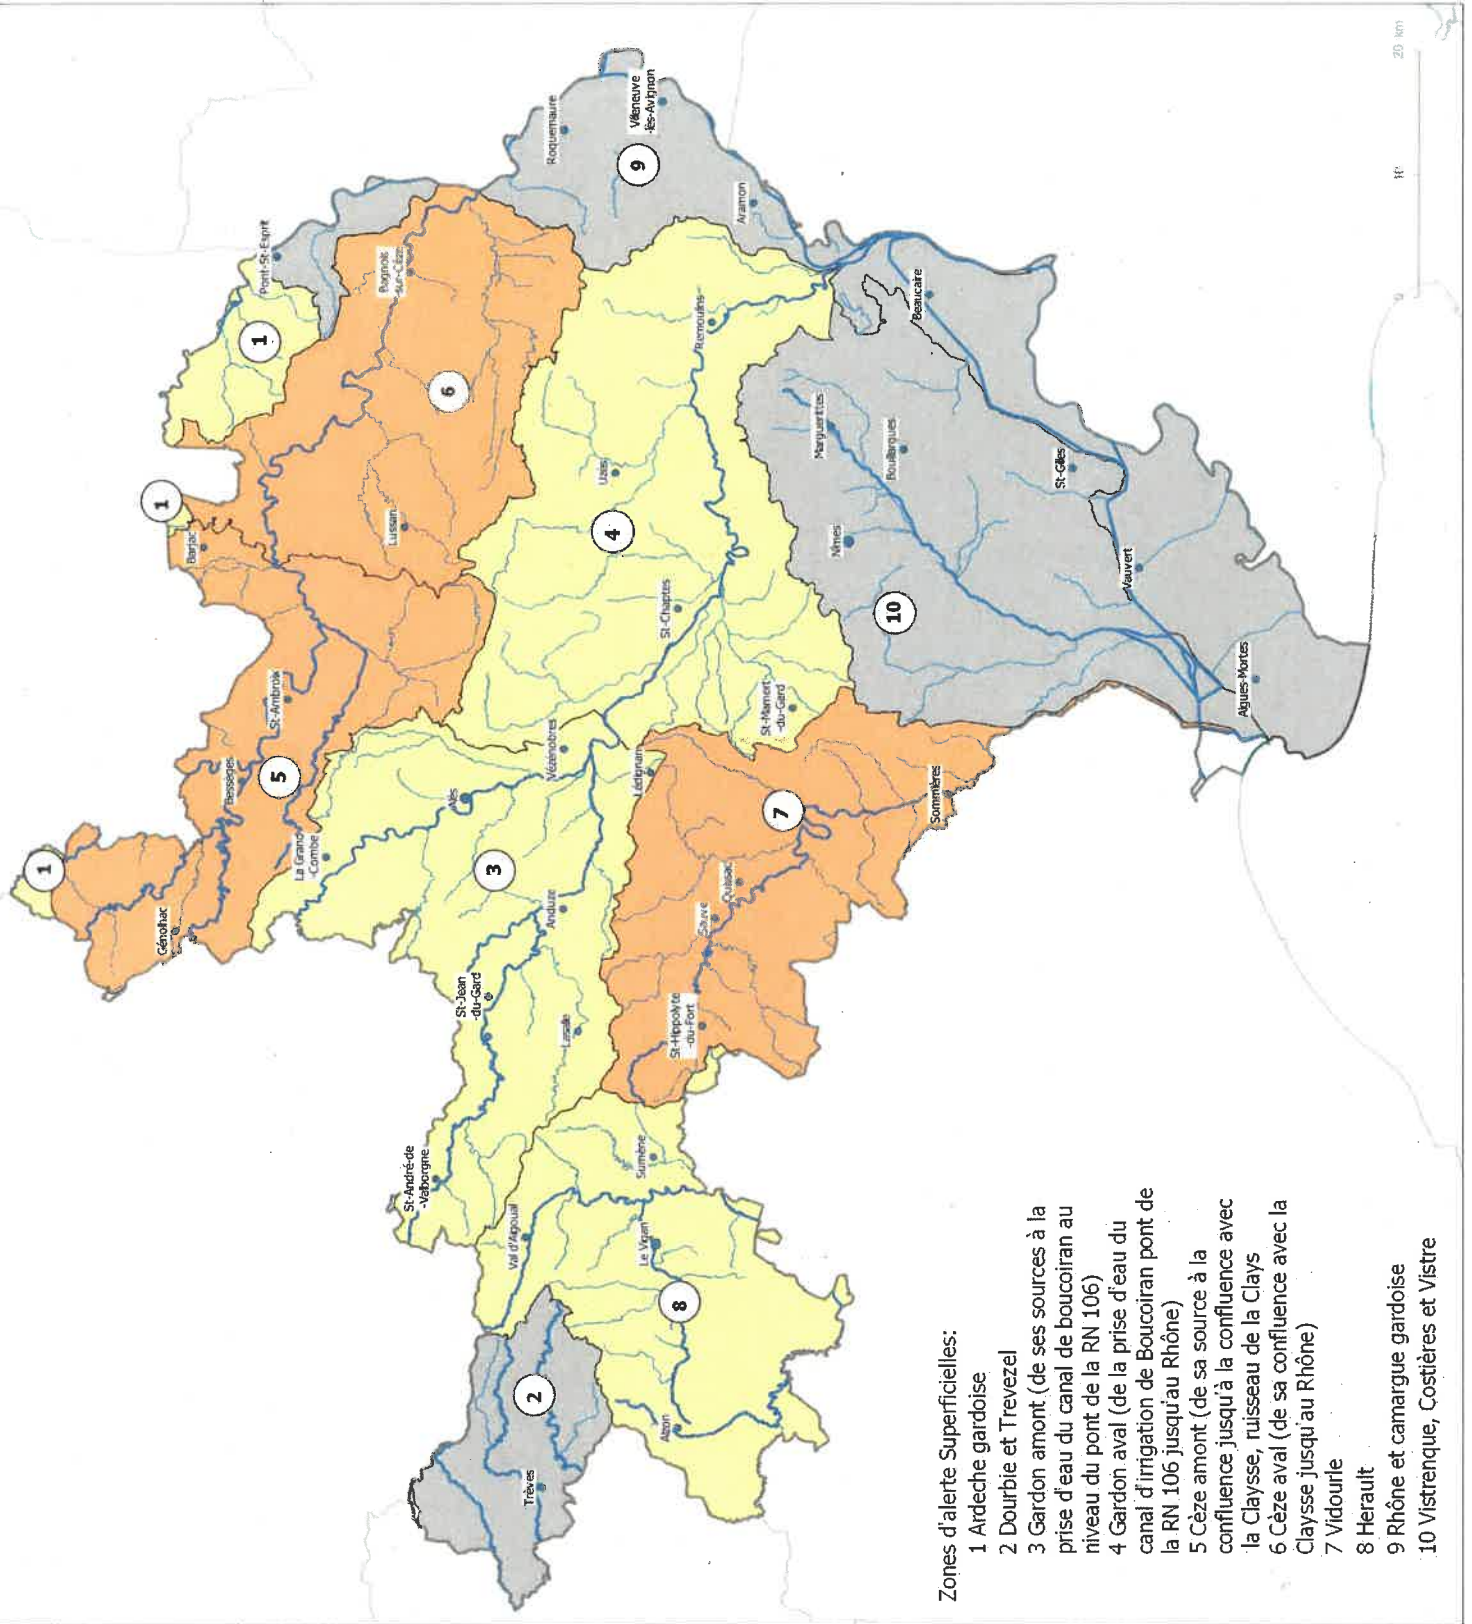 Génolhac
Bessèges
St-Ambroix
Barjac
Pont-St-Esprit
La Grand
-Combe
Lussan
Bagnols
-sur-Cèze
Roquemaure
Villeneuve
-lès-Avignon
St-André-de
-Valborgne
St-Jean
-du-Gard
Alès
Vézénobres
Uzès
Aramon
Val d'Aigoual
Lasalle
Anduze
Lédignan
St-Chaptes
Remoulins
Trèves
Alzon
Le Vigan
Sumène
St-Hippolyte
-du-Fort
Sauve
Quissac
St-Mamert
-du-Gard
Nîmes
Marguerittes
Bouillargues
Beaucaire
Sommières
St-Gilles
Vauvert
Aigues-Mortes
1
1
1
2
3
4
5
6
7
8
9
10
Zones d'alerte Superficielles:
1 Ardeche gardoise
2 Dourbie et Trevezel
3 Gardon amont (de ses sources à la
prise d'eau du canal de boucoiran au
niveau du pont de la RN 106)
4 Gardon aval (de la prise d'eau du
canal d'irrigation de Boucoiran pont de
la RN 106 jusqu'au Rhône)
5 Cèze amont (de sa source à la
confluence jusqu'à la confluence avec
la Claysse, ruisseau de la Clays
6 Cèze aval (de sa confluence avec la
Claysse jusqu'au Rhône)
7 Vidourle
8 Herault
9 Rhône et camargue gardoise
10 Vistrenque, Costières et Vistre
0 10 20 km